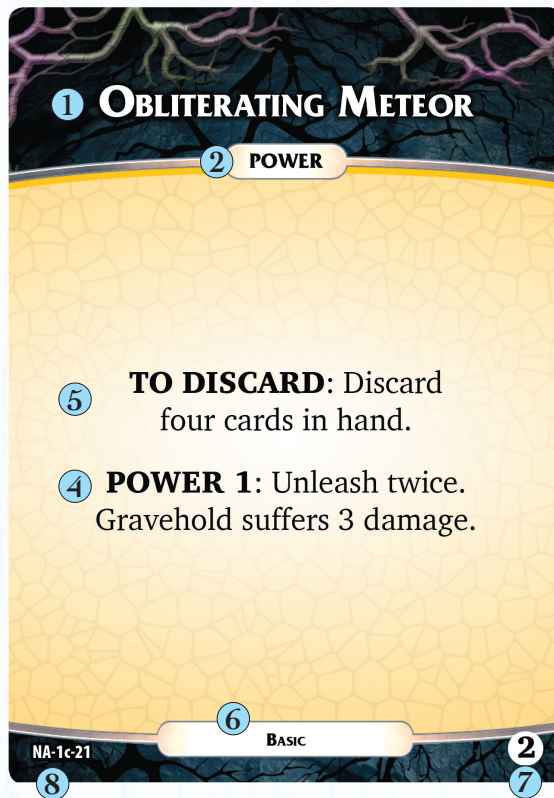 1 Obliterating Meteor
2 POWER
5 TO DISCARD: Discard
four cards in hand.
4 POWER 1: Unleash twice.
Gravehold suffers 3 damage.
6
Basic
NA-1c-21
2
8
7